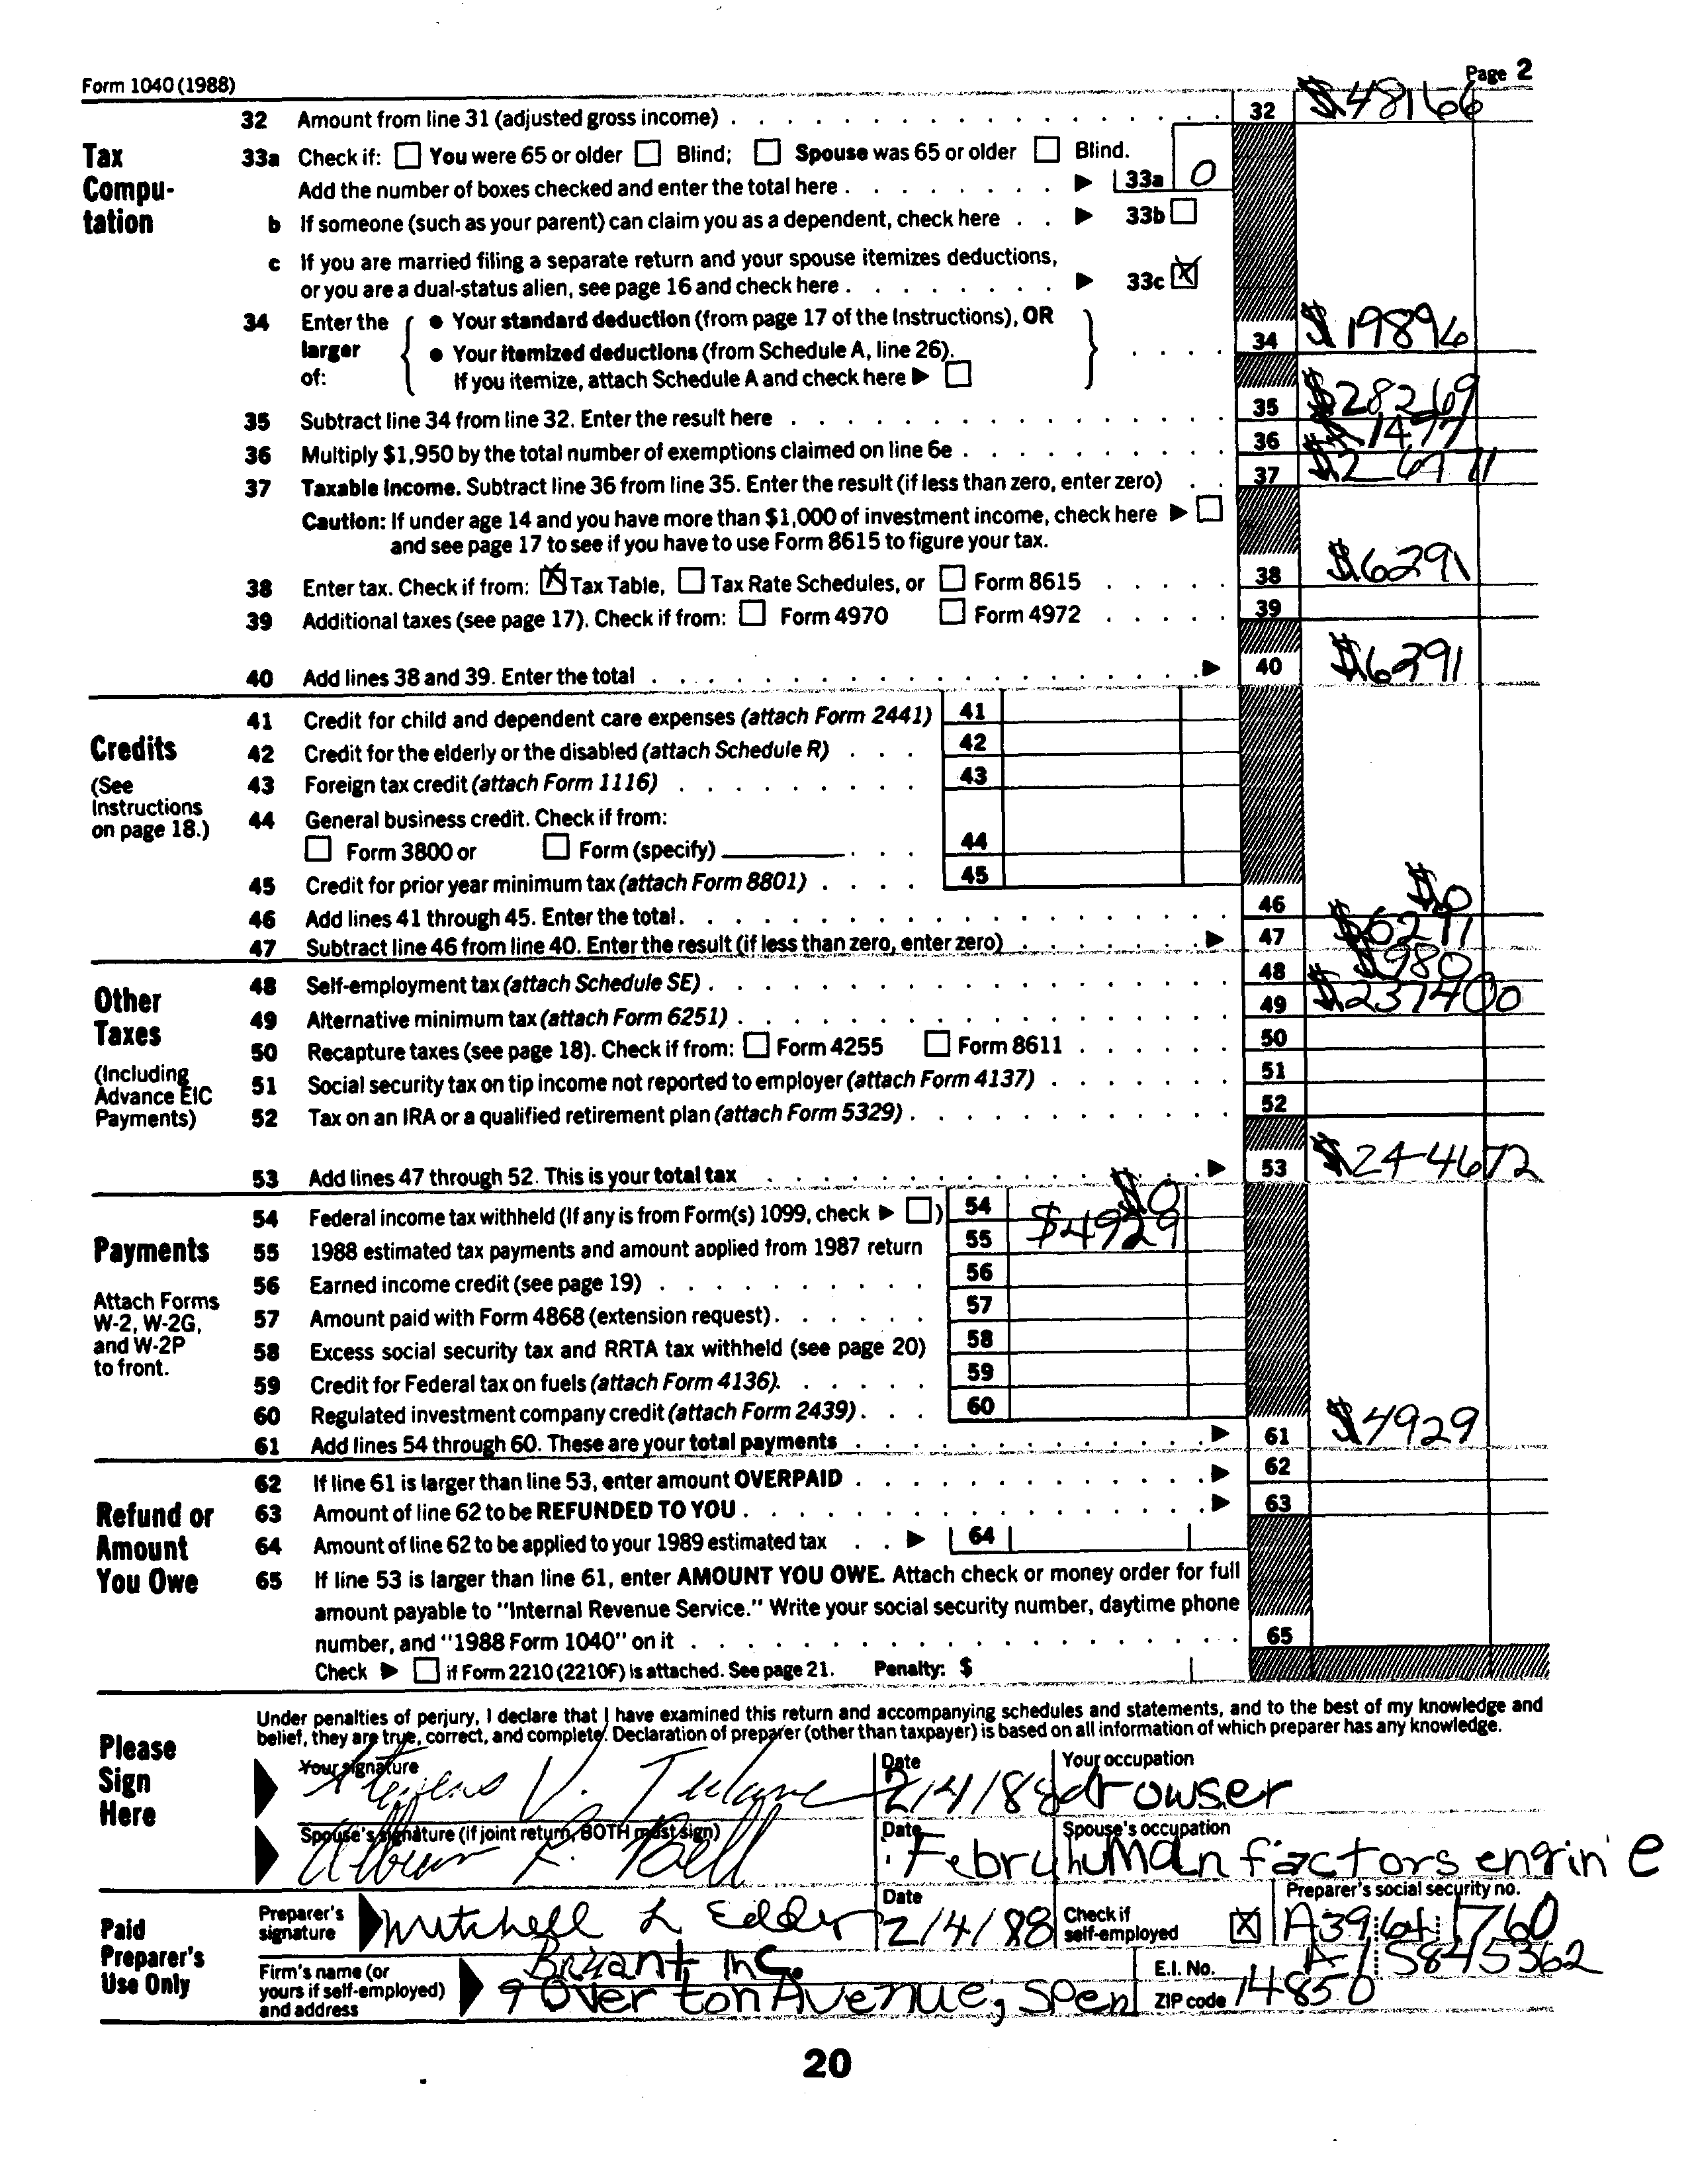 Form 1040 (1988)
Page 2
32 Amount from line 31 (adjusted gross income) 32 $48166
Tax Compu-tation
33a Check if: You were 65 or older Blind; Spouse was 65 or older Blind.
Add the number of boxes checked and enter the total here 33a 0
b If someone (such as your parent) can claim you as a dependent, check here 33b
c If you are married filing a separate return and your spouse itemizes deductions,
or you are a dual-status alien, see page 16 and check here 33c X
34 Enter the larger of:
• Your standard deduction (from page 17 of the Instructions), OR
• Your itemized deductions (from Schedule A, line 26).
If you itemize, attach Schedule A and check here
34 $19896
35 Subtract line 34 from line 32. Enter the result here 35 $28269
36 Multiply $1,950 by the total number of exemptions claimed on line 6e 36 $1477
37 Taxable income. Subtract line 36 from line 35. Enter the result (if less than zero, enter zero) 37
Caution: If under age 14 and you have more than $1,000 of investment income, check here
and see page 17 to see if you have to use Form 8615 to figure your tax.
38 Enter tax. Check if from: X Tax Table, Tax Rate Schedules, or Form 8615 38 $6291
39 Additional taxes (see page 17). Check if from: Form 4970 Form 4972 39
40 Add lines 38 and 39. Enter the total 40 $6291
Credits
(See Instructions on page 18.)
41 Credit for child and dependent care expenses (attach Form 2441) 41
42 Credit for the elderly or the disabled (attach Schedule R) 42
43 Foreign tax credit (attach Form 1116) 43
44 General business credit. Check if from:
Form 3800 or Form (specify) 44
45 Credit for prior year minimum tax (attach Form 8801) 45
46 Add lines 41 through 45. Enter the total 46 $0
47 Subtract line 46 from line 40. Enter the result (if less than zero, enter zero) 47 $6291
Other Taxes
(Including Advance EIC Payments)
48 Self-employment tax (attach Schedule SE) 48 $980
49 Alternative minimum tax (attach Form 6251) 49 $237400
50 Recapture taxes (see page 18). Check if from: Form 4255 Form 8611 50
51 Social security tax on tip income not reported to employer (attach Form 4137) 51
52 Tax on an IRA or a qualified retirement plan (attach Form 5329) 52
53 Add lines 47 through 52. This is your total tax 53 $244672
Payments
Attach Forms W-2, W-2G, and W-2P to front.
54 Federal income tax withheld (If any is from Form(s) 1099, check ) 54 $0
55 1988 estimated tax payments and amount applied from 1987 return 55 $4929
56 Earned income credit (see page 19) 56
57 Amount paid with Form 4868 (extension request) 57
58 Excess social security tax and RRTA tax withheld (see page 20) 58
59 Credit for Federal tax on fuels (attach Form 4136). 59
60 Regulated investment company credit (attach Form 2439) 60
61 Add lines 54 through 60. These are your total payments 61 $4929
Refund or Amount You Owe
62 If line 61 is larger than line 53, enter amount OVERPAID 62
63 Amount of line 62 to be REFUNDED TO YOU 63
64 Amount of line 62 to be applied to your 1989 estimated tax 64
65 If line 53 is larger than line 61, enter AMOUNT YOU OWE. Attach check or money order for full
amount payable to "Internal Revenue Service." Write your social security number, daytime phone
number, and "1988 Form 1040" on it 65
Check if Form 2210 (2210F) is attached. See page 21. Penalty: $
Please Sign Here
Under penalties of perjury, I declare that I have examined this return and accompanying schedules and statements, and to the best of my knowledge and
belief, they are true, correct, and complete. Declaration of preparer (other than taxpayer) is based on all information of which preparer has any knowledge.
Your signature V. Date 2/4/88 Your occupation drowser
Spouse's signature (if joint return, BOTH must sign) Date Febru Spouse's occupation human factors engin e
Paid Preparer's Use Only
Preparer's signature Mitchell L Edder Date 2/4/88 Check if self-employed X Preparer's social security no.
Firm's name (or yours if self-employed) and address Bryant Inc. E.I. No. A-15845362
9 Overton Avenue, Spen ZIP code 14850
20